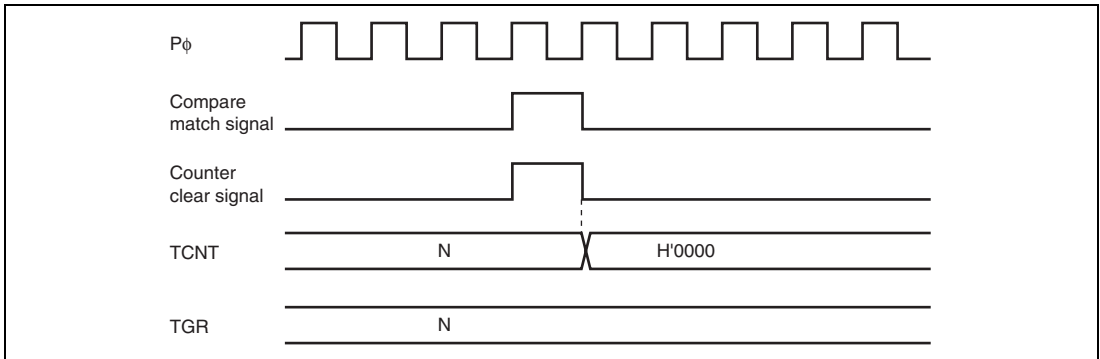 Pϕ
Compare
match signal
Counter
clear signal
TCNT
N
H'0000
TGR
N